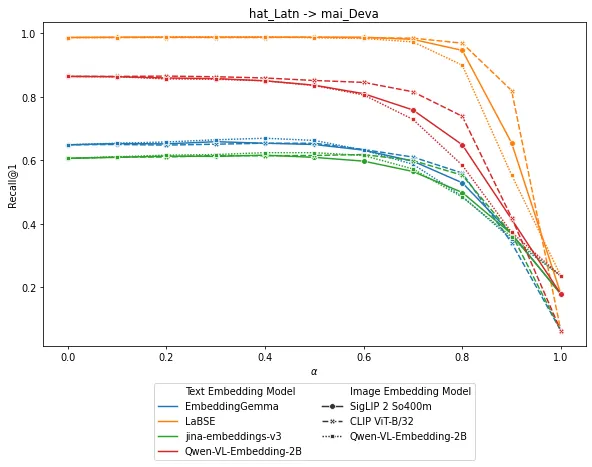 hat_Latn -> mai_Deva
Recall@1
1.0
0.8
0.6
0.4
0.2
0.0 0.2 0.4 0.6 0.8 1.0
α
Text Embedding Model Image Embedding Model
EmbeddingGemma SigLIP 2 So400m
LaBSE CLIP ViT-B/32
jina-embeddings-v3 Qwen-VL-Embedding-2B
Qwen-VL-Embedding-2B